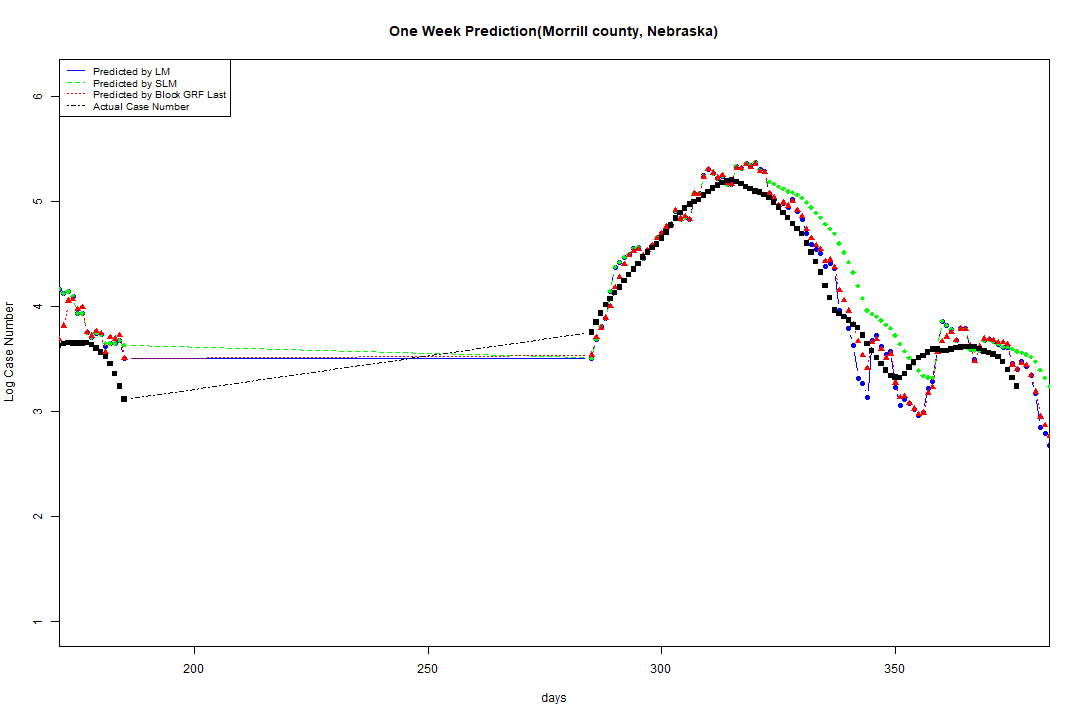 One Week Prediction(Morrill county, Nebraska)
Predicted by LM
Predicted by SLM
Predicted by Block GRF Last
Actual Case Number
Log Case Number
6
5
4
3
2
1
200 250 300 350
days